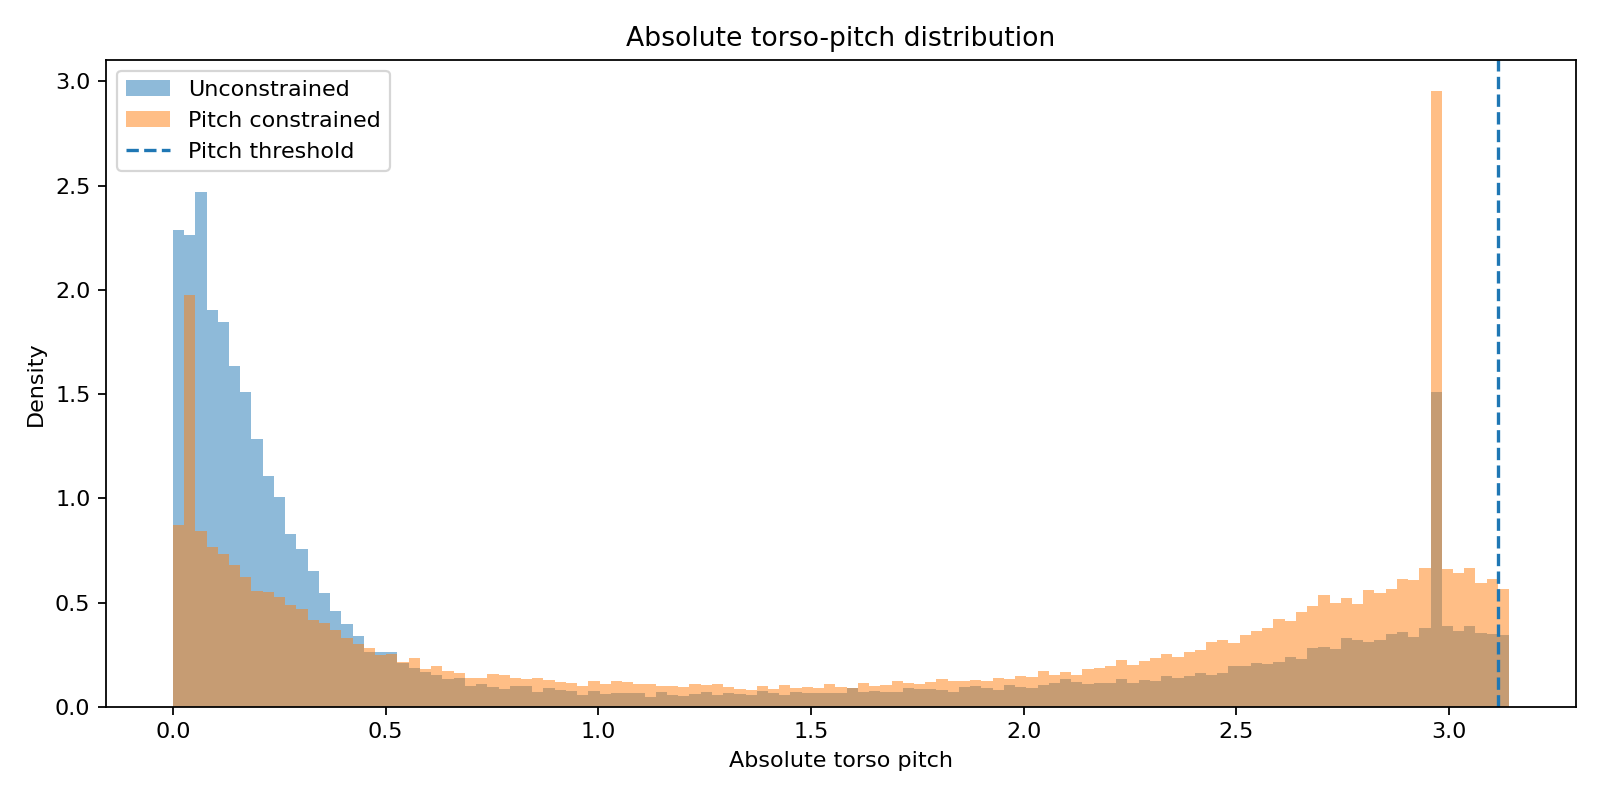 Absolute torso-pitch distribution
Unconstrained
Pitch constrained
Pitch threshold
Density
3.0
2.5
2.0
1.5
1.0
0.5
0.0
0.0 0.5 1.0 1.5 2.0 2.5 3.0
Absolute torso pitch